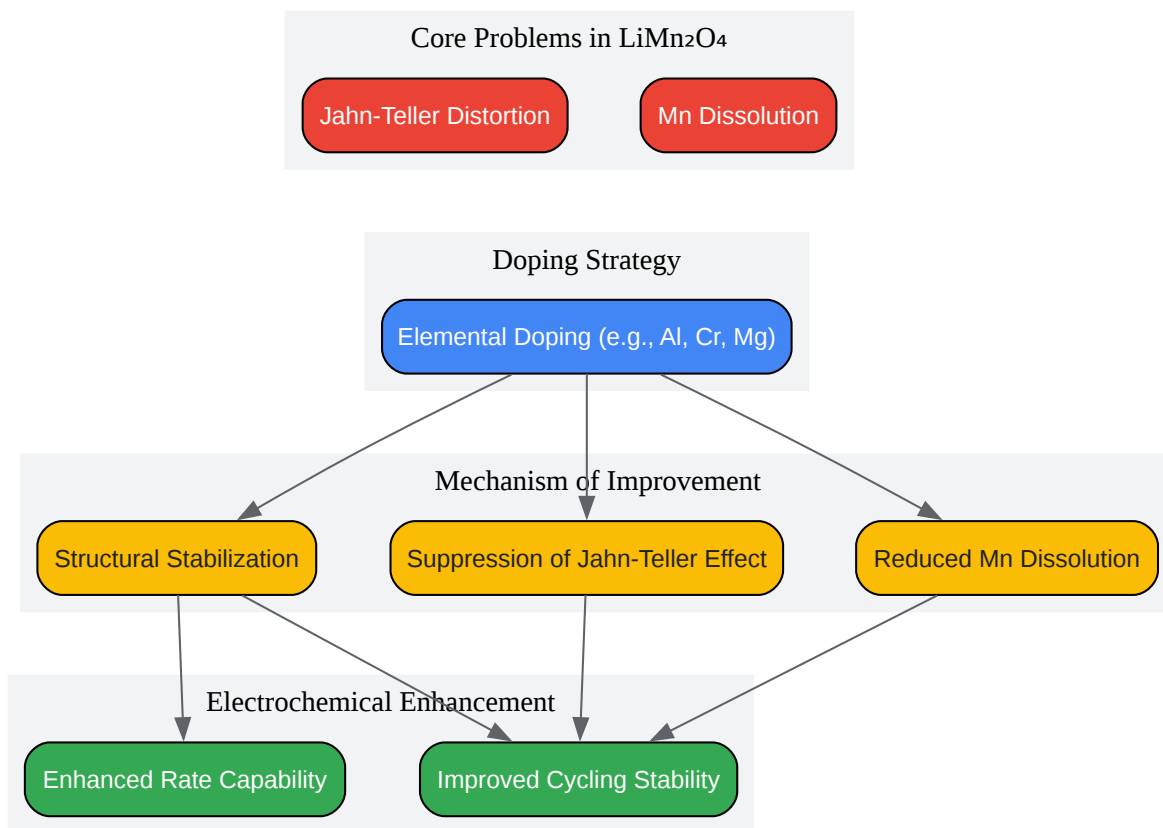 Core Problems in LiMn₂O₄
Jahn-Teller Distortion
Mn Dissolution
Doping Strategy
Elemental Doping (e.g., Al, Cr, Mg)
Mechanism of Improvement
Structural Stabilization
Suppression of Jahn-Teller Effect
Reduced Mn Dissolution
Electrochemical Enhancement
Enhanced Rate Capability
Improved Cycling Stability